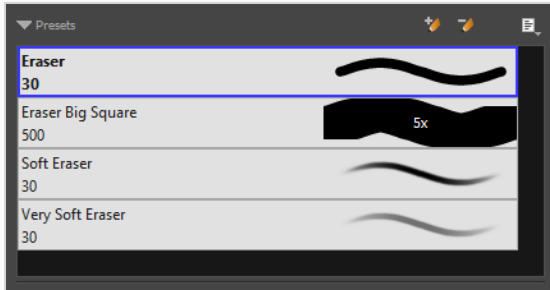 Presets
Eraser
30
Eraser Big Square
500
5x
Soft Eraser
30
Very Soft Eraser
30